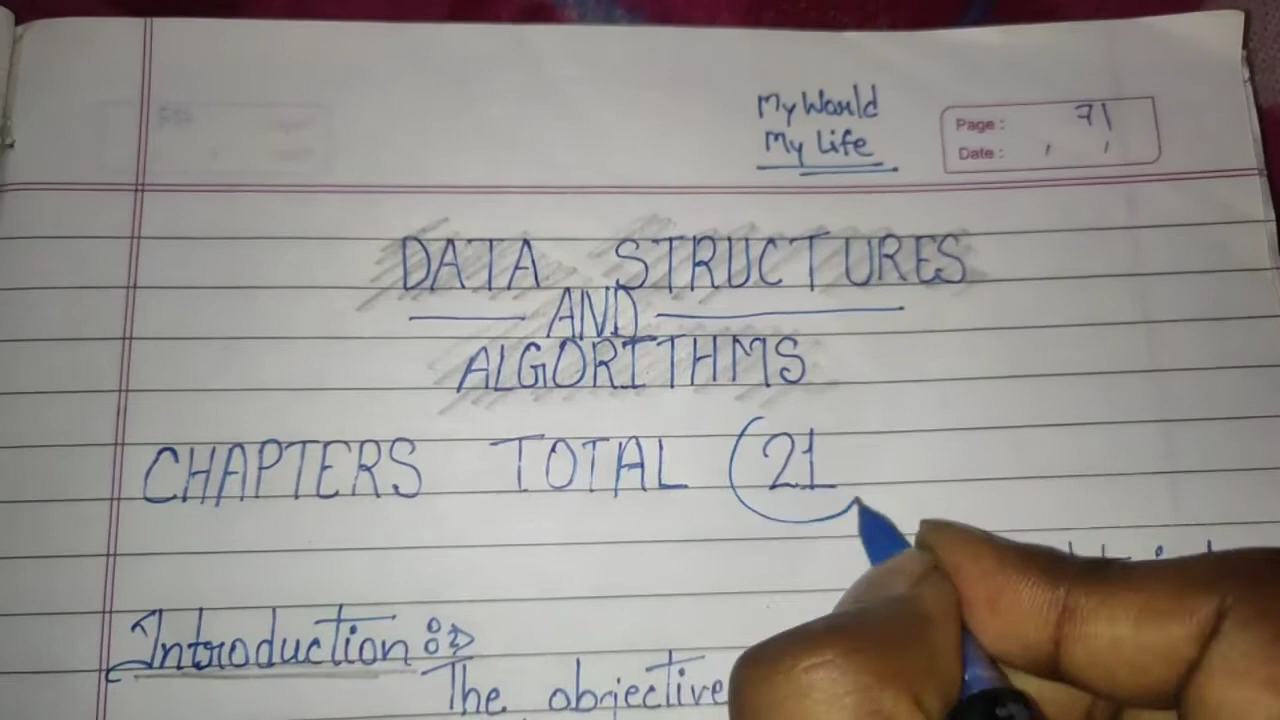 My World
My Life
Page: 71
Date:
DATA STRUCTURES
AND
ALGORITHMS
CHAPTERS TOTAL (21
Introduction :
The objective